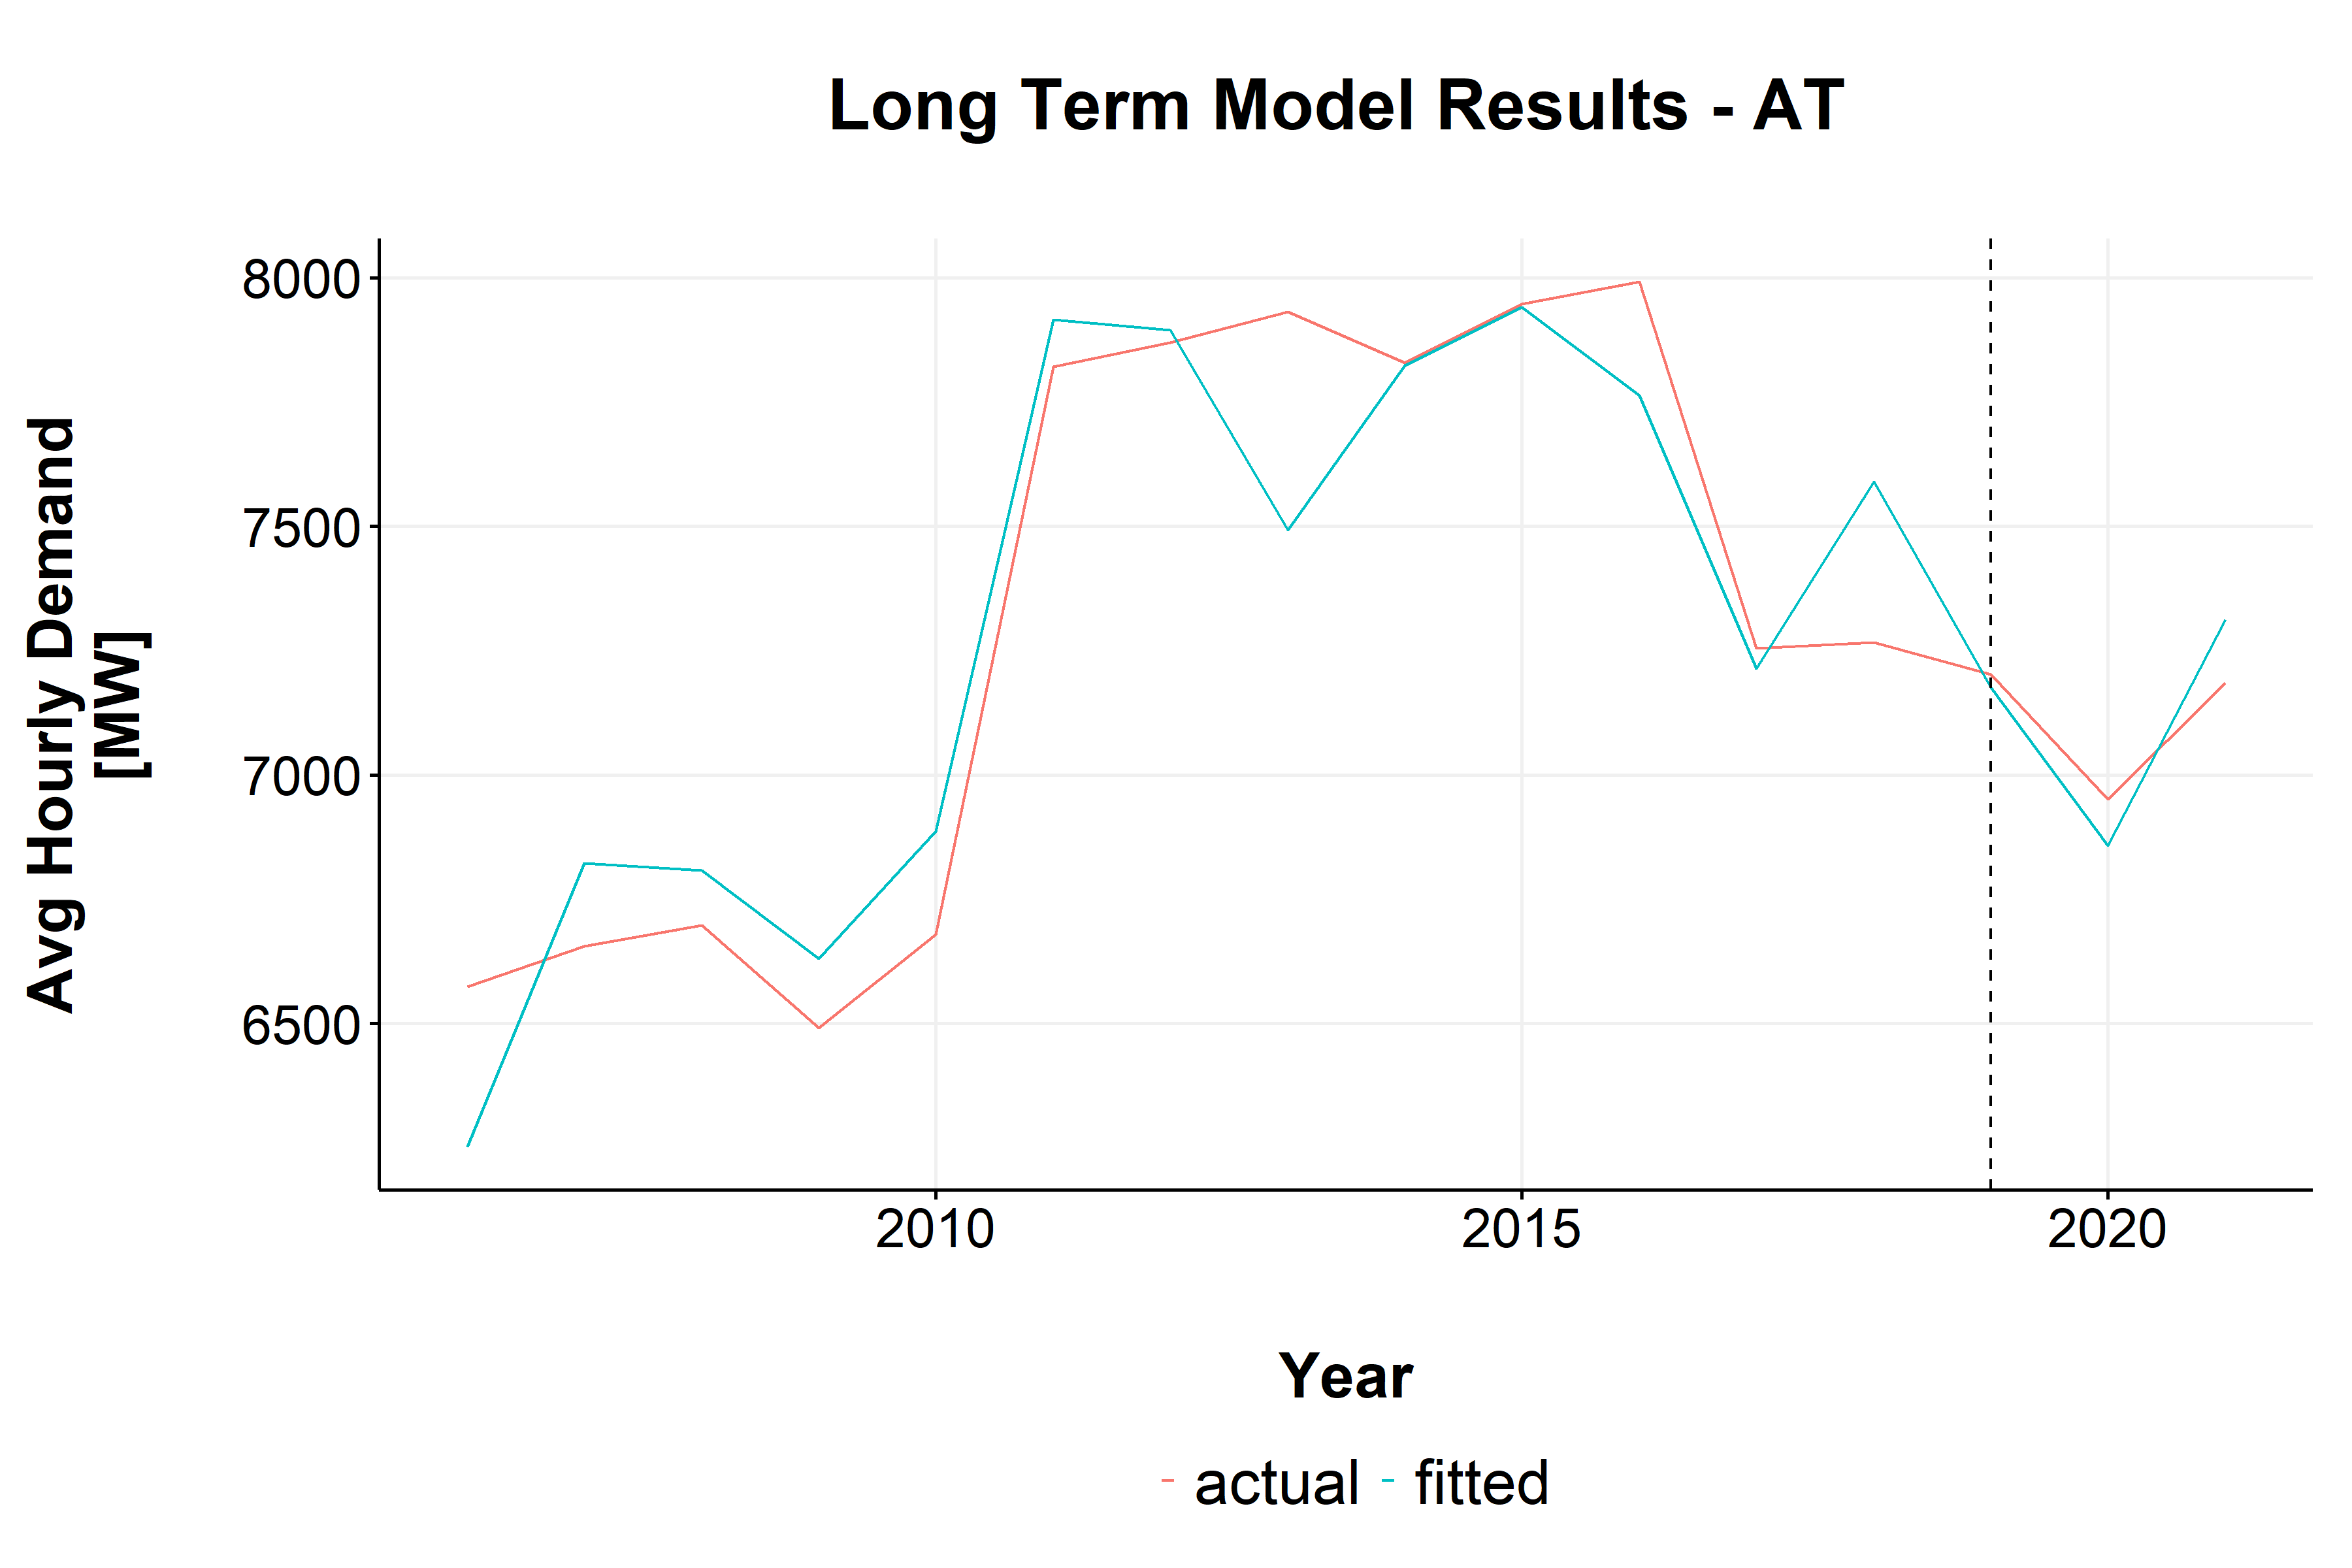 Long Term Model Results - AT
Avg Hourly Demand
[MW]
8000
7500
7000
6500
2010 2015 2020
Year
actual fitted